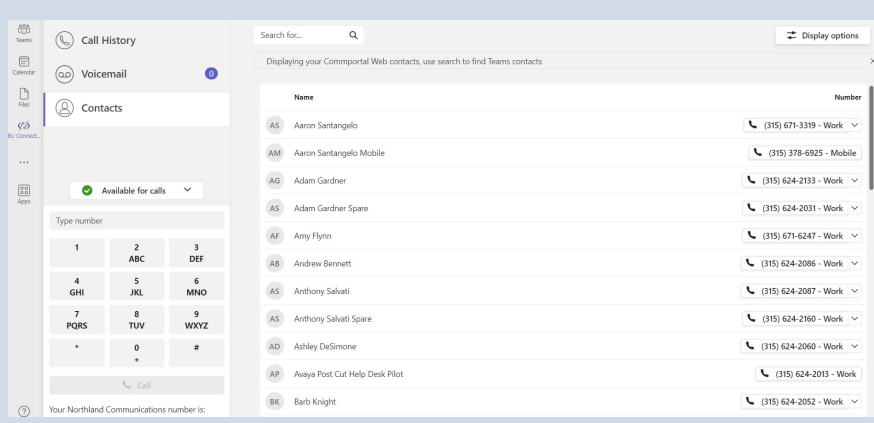 Teams
Calendar
Files
EU Connect...
...
Apps
Call History
Voicemail
0
Contacts
Available for calls
Type number
1
2
ABC
3
DEF
4
GHI
5
JKL
6
MNO
7
PQRS
8
TUV
9
WXYZ
*
0
+
#
Call
Your Northland Communications number is:
Search for...
Display options
Displaying your Commportal Web contacts, use search to find Teams contacts
Name Number
AS Aaron Santangelo (315) 671-3319 - Work
AM Aaron Santangelo Mobile (315) 378-6925 - Mobile
AG Adam Gardner (315) 624-2133 - Work
AS Adam Gardner Spare (315) 624-2031 - Work
AF Amy Flynn (315) 671-6247 - Work
AB Andrew Bennett (315) 624-2086 - Work
AS Anthony Salvati (315) 624-2087 - Work
AS Anthony Salvati Spare (315) 624-2160 - Work
AD Ashley DeSimone (315) 624-2060 - Work
AP Avaya Post Cut Help Desk Pilot (315) 624-2013 - Work
BK Barb Knight (315) 624-2052 - Work